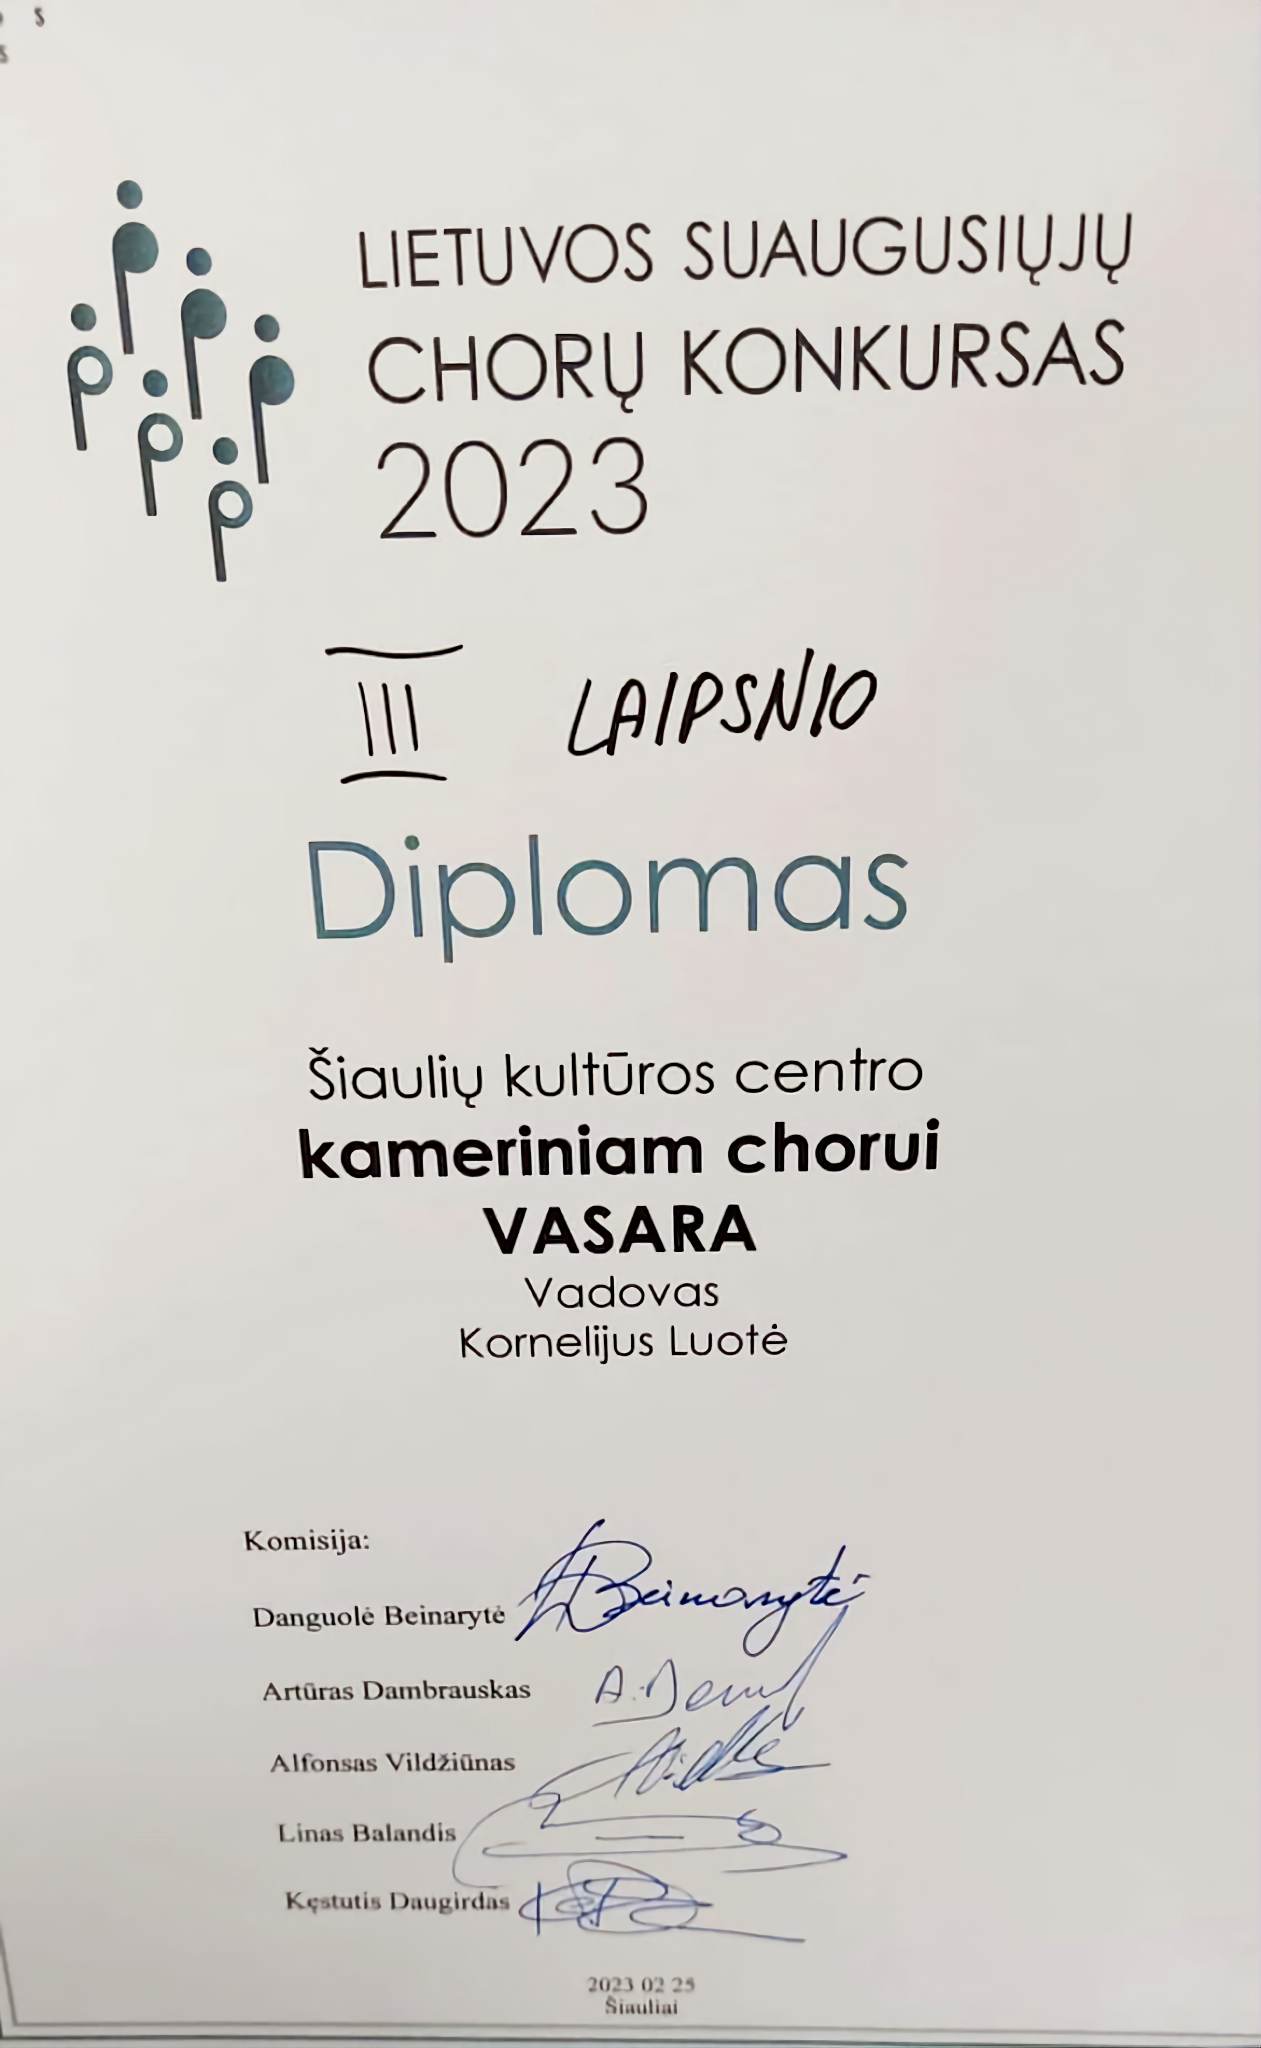 LIETUVOS SUAUGUSIŲJŲ
CHORŲ KONKURSAS
2023
III LAIPSNIO
Diplomas
Šiaulių kultūros centro
kameriniam chorui
VASARA
Vadovas
Kornelijus Luotė
Komisija:
Danguolė Beinarytė
Artūras Dambrauskas
Alfonsas Vildžiūnas
Linas Balandis
Kęstutis Daugirdas
2023 02 25
Šiauliai